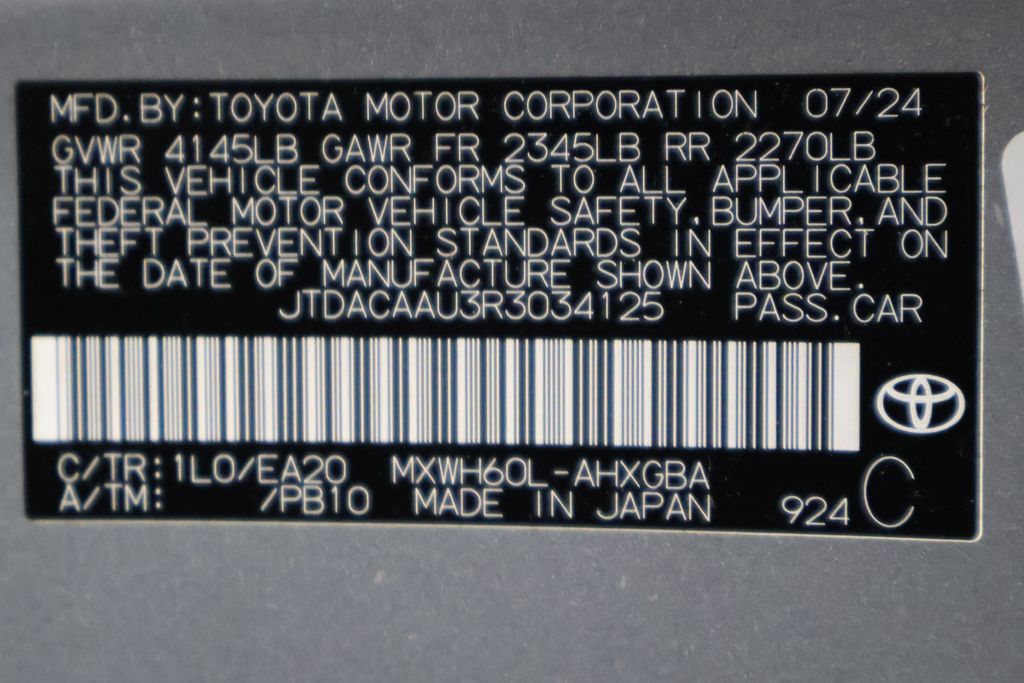 MFD. BY: TOYOTA MOTOR CORPORATION 07/24
GVWR 4145LB GAWR FR 2345LB RR 2270LB
THIS VEHICLE CONFORMS TO ALL APPLICABLE
FEDERAL MOTOR VEHICLE SAFETY, BUMPER, AND
THEFT PREVENTION STANDARDS IN EFFECT ON
THE DATE OF MANUFACTURE SHOWN ABOVE.
JTDACAAU3R3034125 PASS. CAR
C/TR: 1L0/EA20 MXWH60L-AHXGBA
A/TM: /PB10 MADE IN JAPAN 924 C